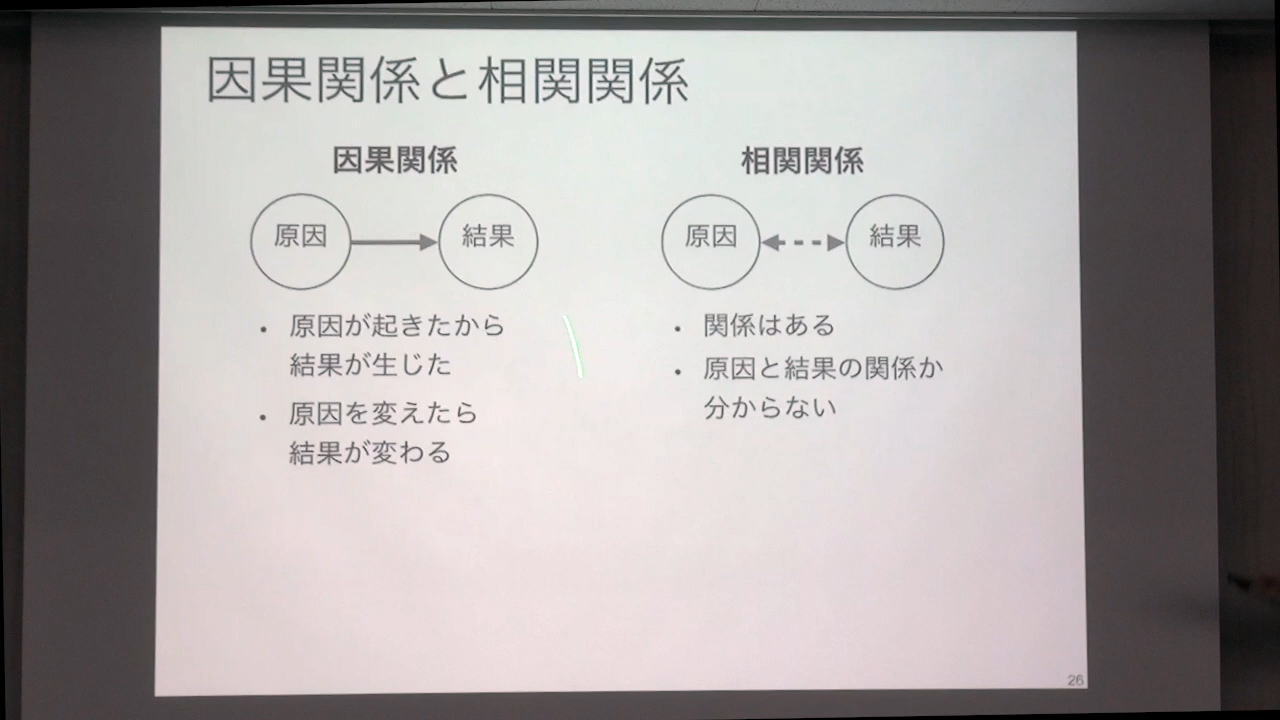 因果関係と相関関係
因果関係
原因
結果
・原因が起きたから
結果が生じた
・原因を変えたら
結果が変わる
相関関係
原因
結果
・関係はある
・原因と結果の関係か
分からない
26